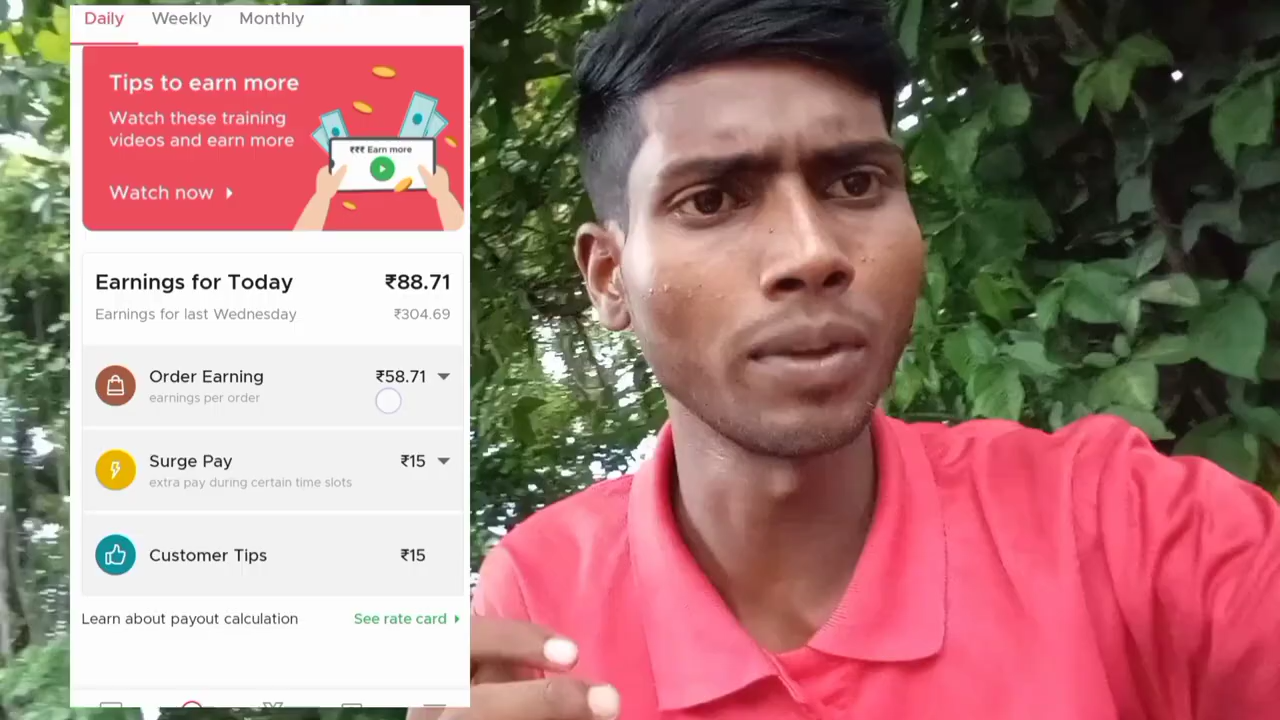 Daily Weekly Monthly
Tips to earn more
Watch these training
videos and earn more
₹₹₹ Earn more
Watch now
Earnings for Today ₹88.71
Earnings for last Wednesday ₹304.69
Order Earning ₹58.71
earnings per order
Surge Pay ₹15
extra pay during certain time slots
Customer Tips ₹15
Learn about payout calculation See rate card